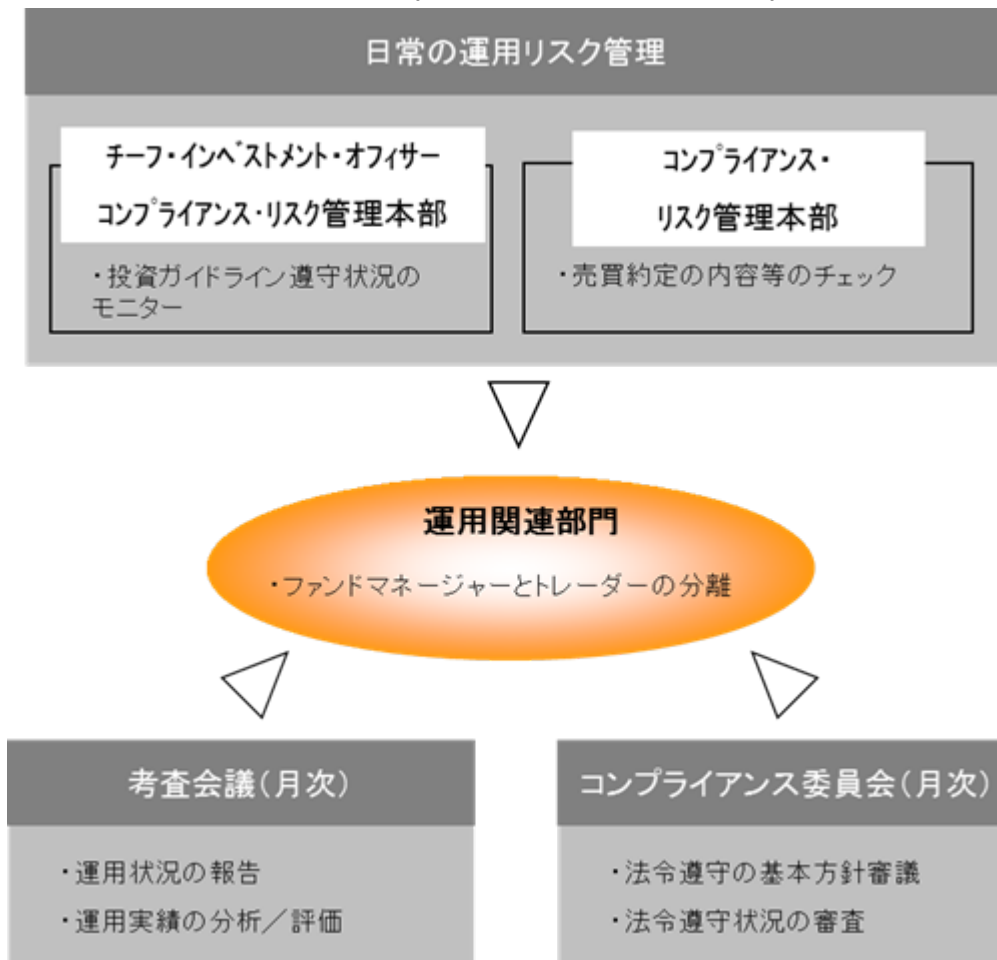 日常の運用リスク管理
チーフ・インベストメント・オフィサー
コンプライアンス・リスク管理本部
・投資ガイドライン遵守状況の
モニター
コンプライアンス・
リスク管理本部
・売買約定の内容等のチェック
運用関連部門
・ファンドマネージャーとトレーダーの分離
考査会議(月次)
・運用状況の報告
・運用実績の分析/評価
コンプライアンス委員会(月次)
・法令遵守の基本方針審議
・法令遵守状況の審査